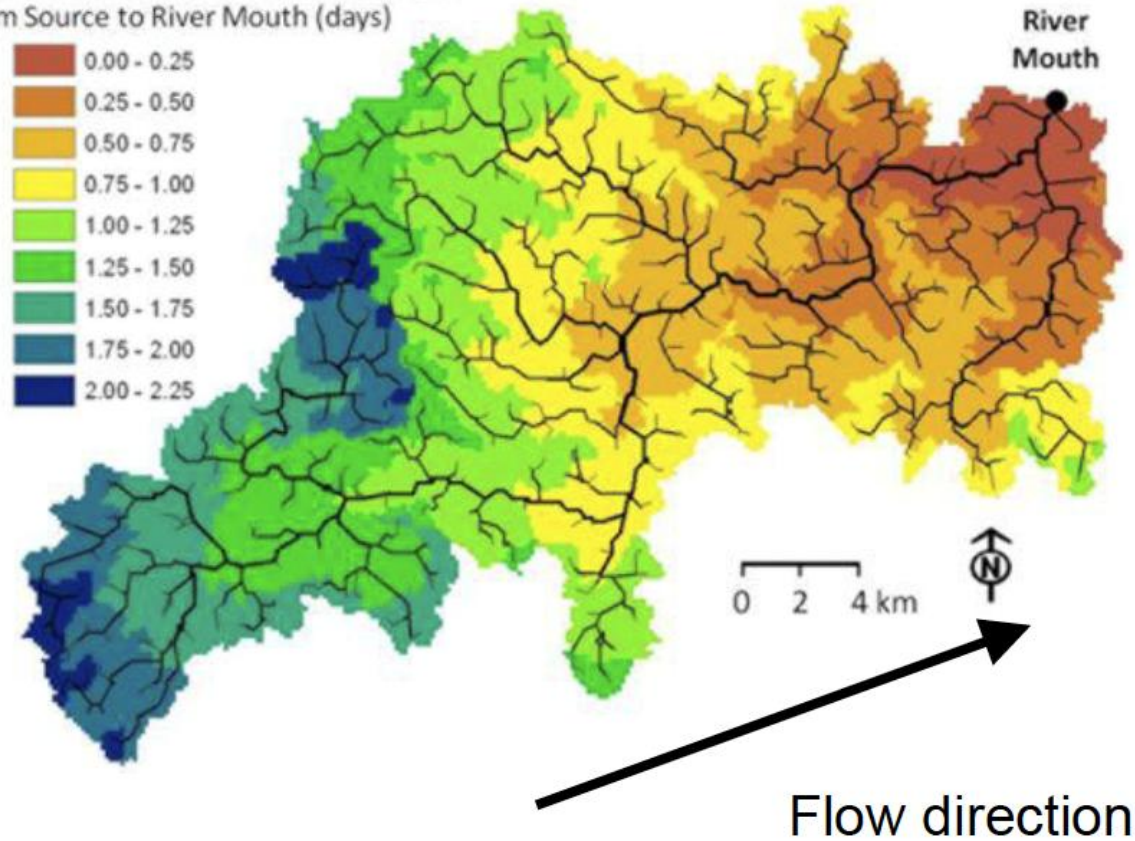 m Source to River Mouth (days)
0.00 - 0.25
0.25 - 0.50
0.50 - 0.75
0.75 - 1.00
1.00 - 1.25
1.25 - 1.50
1.50 - 1.75
1.75 - 2.00
2.00 - 2.25
River
Mouth
N
0 2 4 km
Flow direction